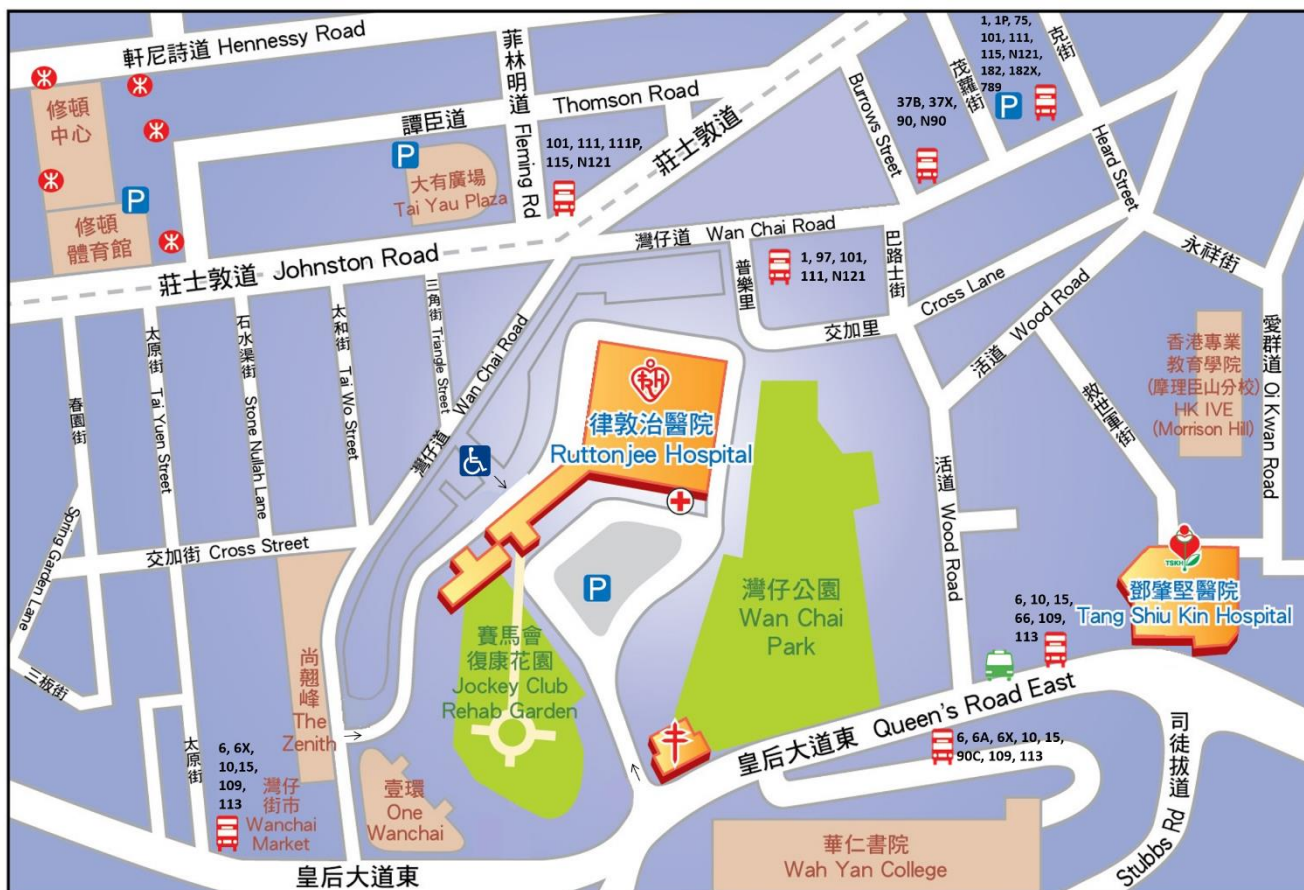 軒尼詩道 Hennessy Road
菲林明道 Fleming Rd
1, 1P, 75,
101, 111,
115, N121,
182, 182X,
789
克街
茂蘿街
修頓
中心
譚臣道 Thomson Road
莊士敦道
Burrows Street
37B, 37X,
90, N90
P
P
101, 111, 111P,
115, N121
大有廣場
Tai Yau Plaza
Heard Street
P
修頓
體育館
灣仔道 Wan Chai Road
巴路士街
永祥街
莊士敦道 Johnston Road
三角街 Triangle Street
普樂里
1, 97, 101,
111, N121
Cross Lane
交加里
活道 Wood Road
愛群道 Oi Kwan Road
香港專業
教育學院
(摩理臣山分校)
HK IVE
(Morrison Hill)
春園街
Spring Garden Lane
太原街 Tai Yuen Street
石水渠街 Stone Nullah Lane
太和街 Tai Wo Street
灣仔道 Wan Chai Road
RH
律敦治醫院
Ruttonjee Hospital
救世軍街
活道 Wood Road
交加街 Cross Street
P
TSKH
鄧肇堅醫院
Tang Shiu Kin Hospital
灣仔公園
Wan Chai
Park
6, 10, 15,
66, 109,
113
三板街
尚翹峰
The
Zenith
賽馬會
復康花園
Jockey Club
Rehab Garden
皇后大道東 Queen's Road East
司徒拔道
Stubbs Rd
太原街
6, 6X,
10,15,
109,
113
灣仔
街市
Wanchai
Market
壹環
One
Wanchai
6, 6A, 6X, 10, 15,
90C, 109, 113
華仁書院
Wah Yan College
皇后大道東